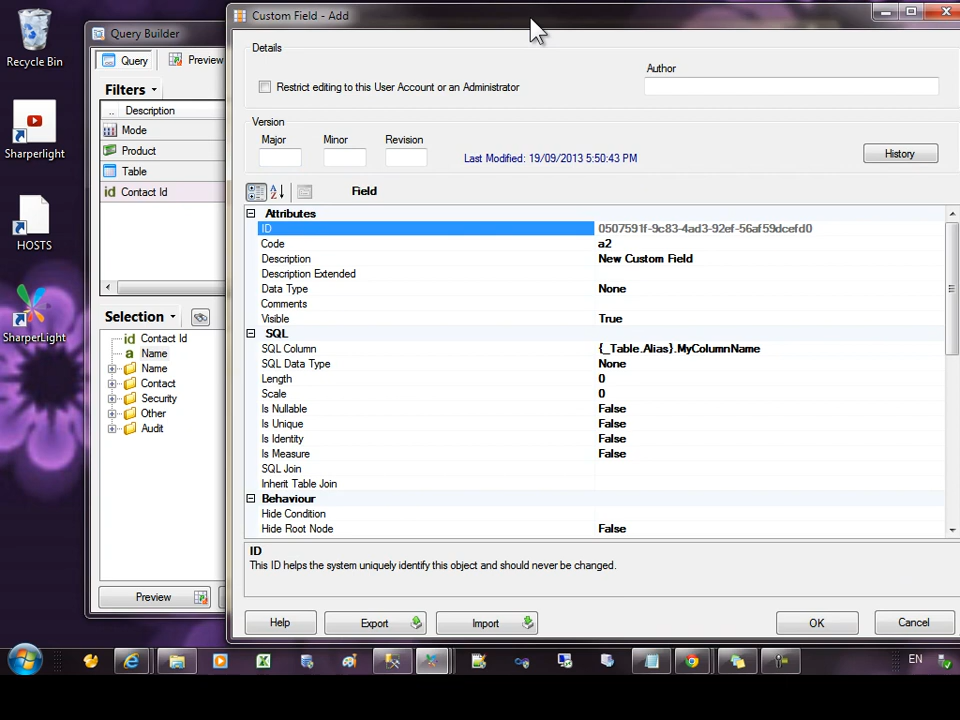 Recycle Bin
Sharperlight
HOSTS
SharperLight
Query Builder
Query
Preview
Filters
.. Description
Mode
Product
Table
id Contact Id
Selection
id Contact Id
a Name
Name
Contact
Security
Other
Audit
Preview
Custom Field - Add
Details
Restrict editing to this User Account or an Administrator
Author
Version
Major
Minor
Revision
Last Modified: 19/09/2013 5:50:43 PM
History
Field
Attributes
ID 0507591f-9c83-4ad3-92ef-56af59dcefd0
Code a2
Description New Custom Field
Description Extended
Data Type None
Comments
Visible True
SQL
SQL Column {_Table.Alias}.MyColumnName
SQL Data Type None
Length 0
Scale 0
Is Nullable False
Is Unique False
Is Identity False
Is Measure False
SQL Join
Inherit Table Join
Behaviour
Hide Condition
Hide Root Node False
ID
This ID helps the system uniquely identify this object and should never be changed.
Help
Export
Import
OK
Cancel
EN